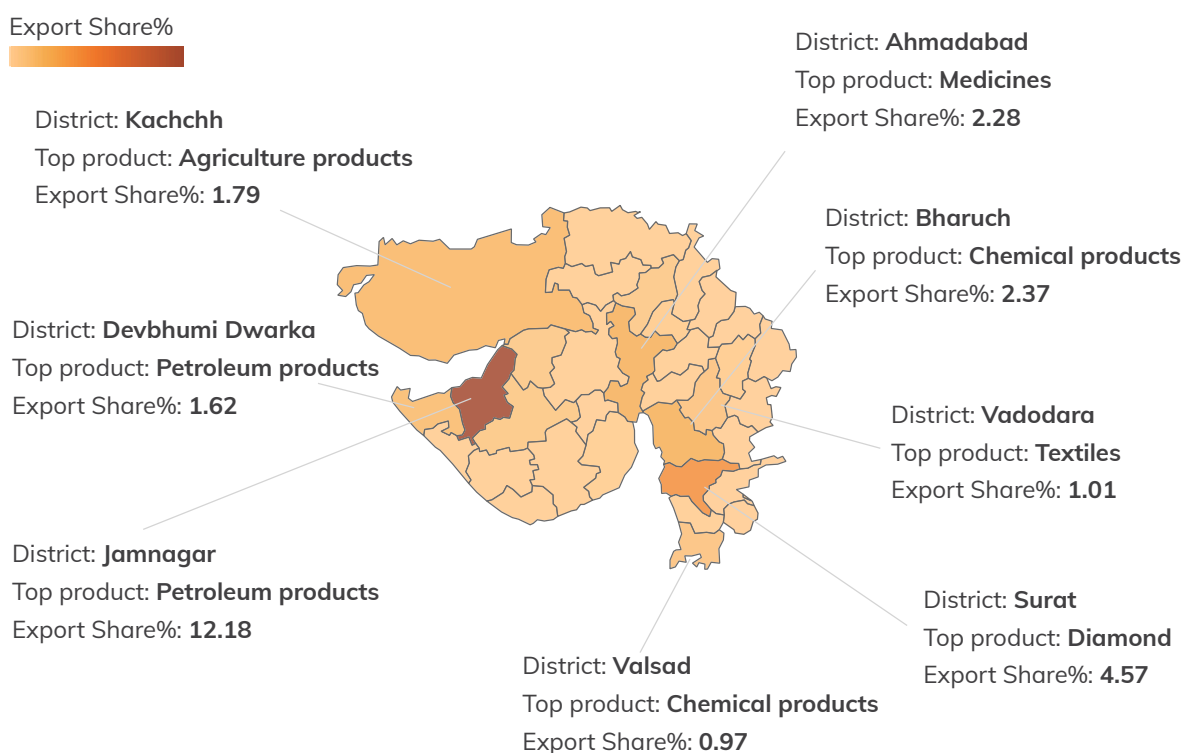 Export Share%
District: Ahmadabad
Top product: Medicines
Export Share%: 2.28
District: Kachchh
Top product: Agriculture products
Export Share%: 1.79
District: Bharuch
Top product: Chemical products
Export Share%: 2.37
District: Devbhumi Dwarka
Top product: Petroleum products
Export Share%: 1.62
District: Vadodara
Top product: Textiles
Export Share%: 1.01
District: Jamnagar
Top product: Petroleum products
Export Share%: 12.18
District: Surat
Top product: Diamond
Export Share%: 4.57
District: Valsad
Top product: Chemical products
Export Share%: 0.97